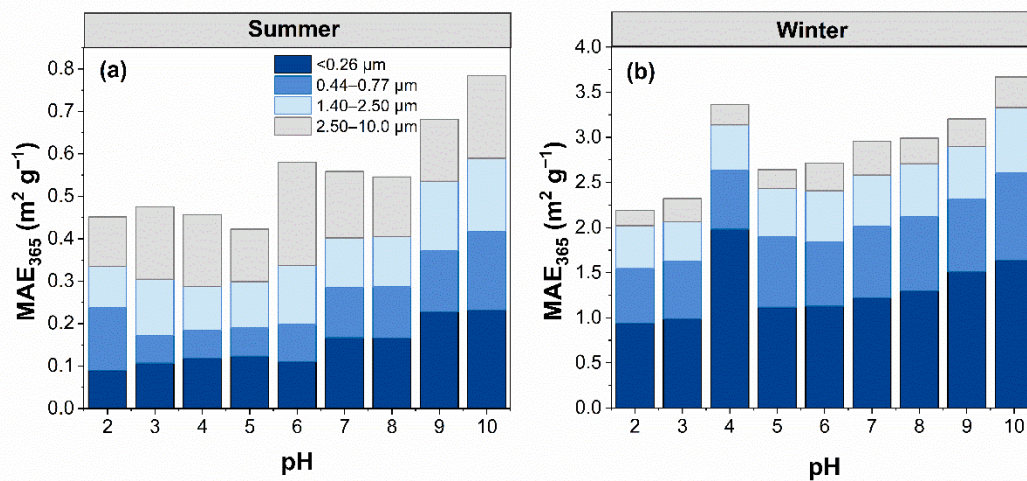 Summer
(a)
<0.26 μm
0.44–0.77 μm
1.40–2.50 μm
2.50–10.0 μm
0.8
0.7
0.6
0.5
0.4
0.3
0.2
0.1
0.0
MAE₃₆₅ (m² g⁻¹)
2 3 4 5 6 7 8 9 10
pH
Winter
(b)
4.0
3.5
3.0
2.5
2.0
1.5
1.0
0.5
0.0
MAE₃₆₅ (m² g⁻¹)
2 3 4 5 6 7 8 9 10
pH